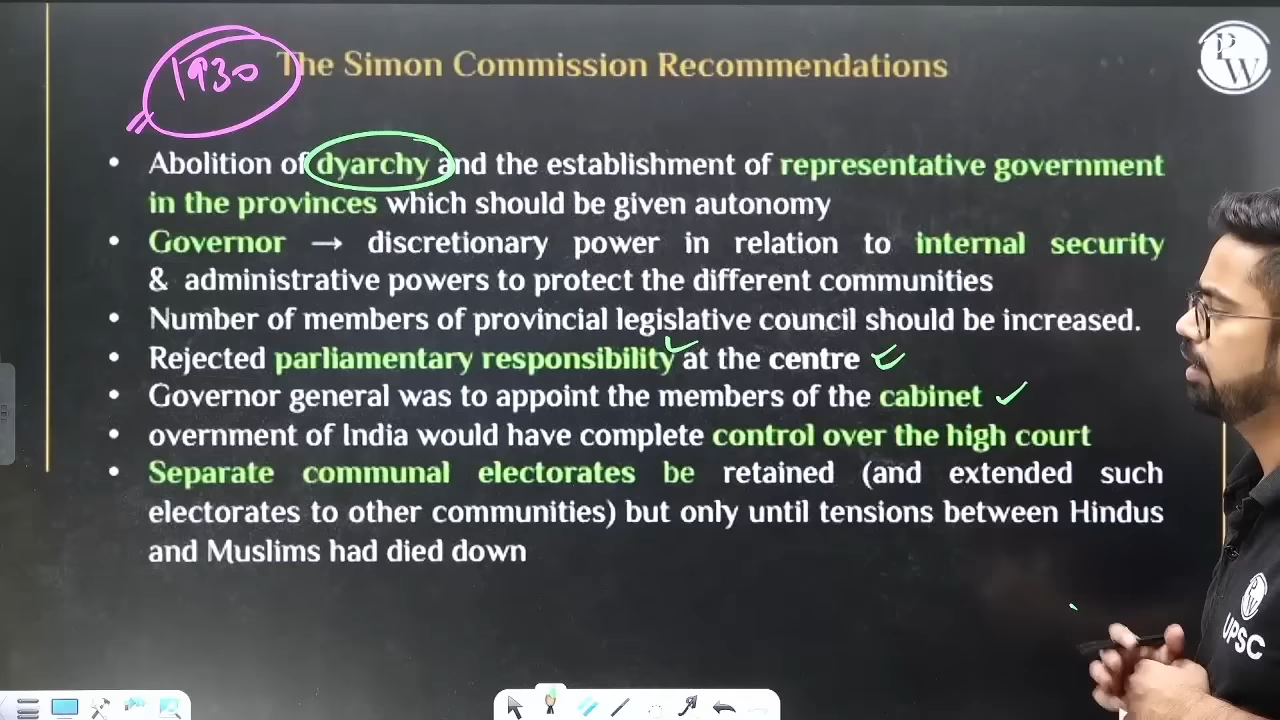 1930
The Simon Commission Recommendations
PW
• Abolition of dyarchy and the establishment of representative government
in the provinces which should be given autonomy
• Governor → discretionary power in relation to internal security
& administrative powers to protect the different communities
• Number of members of provincial legislative council should be increased.
• Rejected parliamentary responsibility at the centre
• Governor general was to appoint the members of the cabinet
• overnment of India would have complete control over the high court
• Separate communal electorates be retained (and extended such
electorates to other communities) but only until tensions between Hindus
and Muslims had died down
PW
UPSC